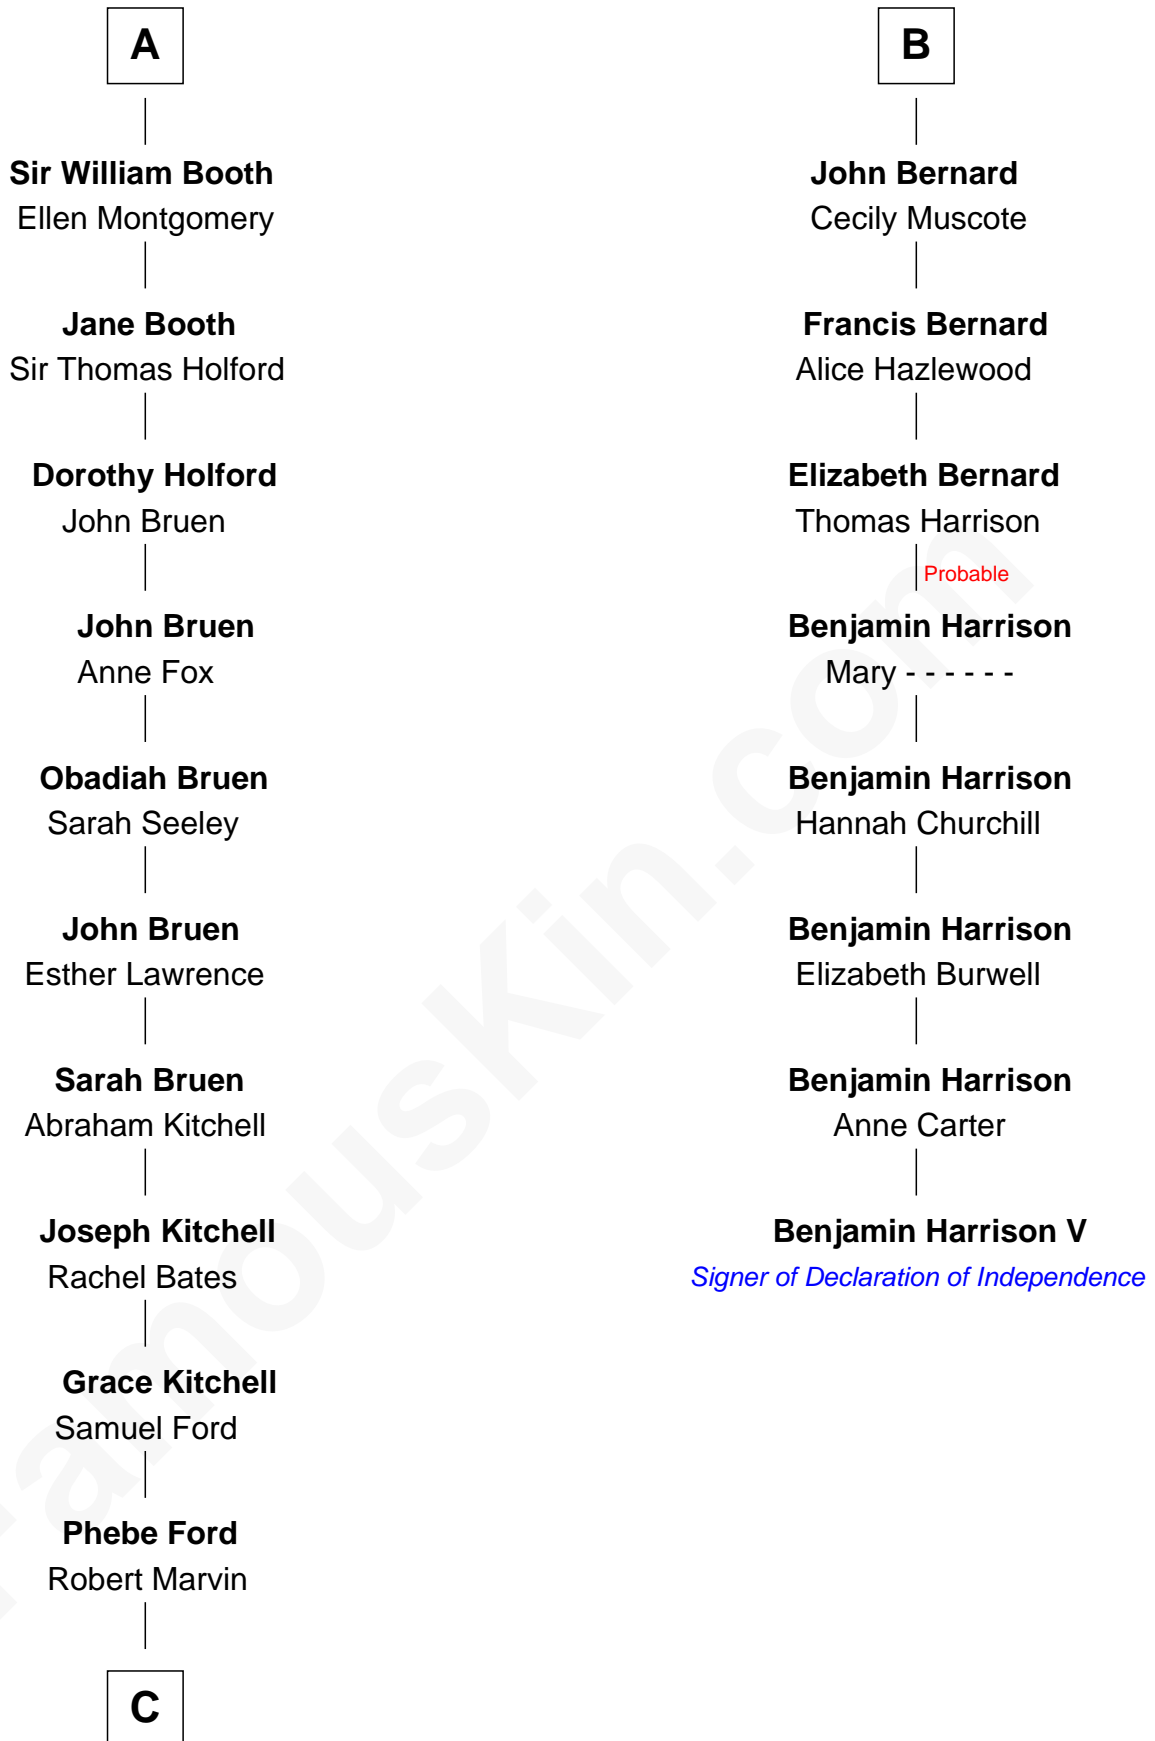 A
Sir William Booth
Ellen Montgomery
Jane Booth
Sir Thomas Holford
Dorothy Holford
John Bruen
John Bruen
Anne Fox
Obadiah Bruen
Sarah Seeley
John Bruen
Esther Lawrence
Sarah Bruen
Abraham Kitchell
Joseph Kitchell
Rachel Bates
Grace Kitchell
Samuel Ford
Phebe Ford
Robert Marvin
C
B
John Bernard
Cecily Muscote
Francis Bernard
Alice Hazlewood
Elizabeth Bernard
Thomas Harrison
Probable
Benjamin Harrison
Mary - - - - - -
Benjamin Harrison
Hannah Churchill
Benjamin Harrison
Elizabeth Burwell
Benjamin Harrison
Anne Carter
Benjamin Harrison V
Signer of Declaration of Independence
FamousKin.com